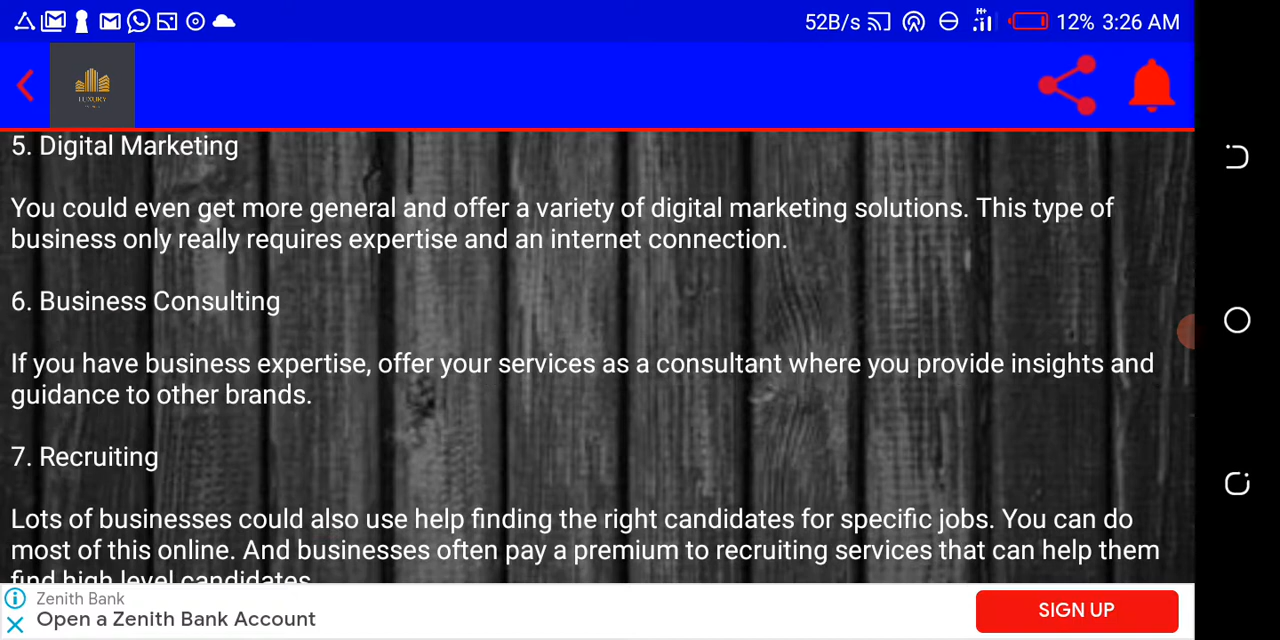 52B/s H+ 12% 3:26 AM
LUXURY
5. Digital Marketing
You could even get more general and offer a variety of digital marketing solutions. This type of
business only really requires expertise and an internet connection.
6. Business Consulting
If you have business expertise, offer your services as a consultant where you provide insights and
guidance to other brands.
7. Recruiting
Lots of businesses could also use help finding the right candidates for specific jobs. You can do
most of this online. And businesses often pay a premium to recruiting services that can help them
find high level candidates.
Zenith Bank
Open a Zenith Bank Account
SIGN UP